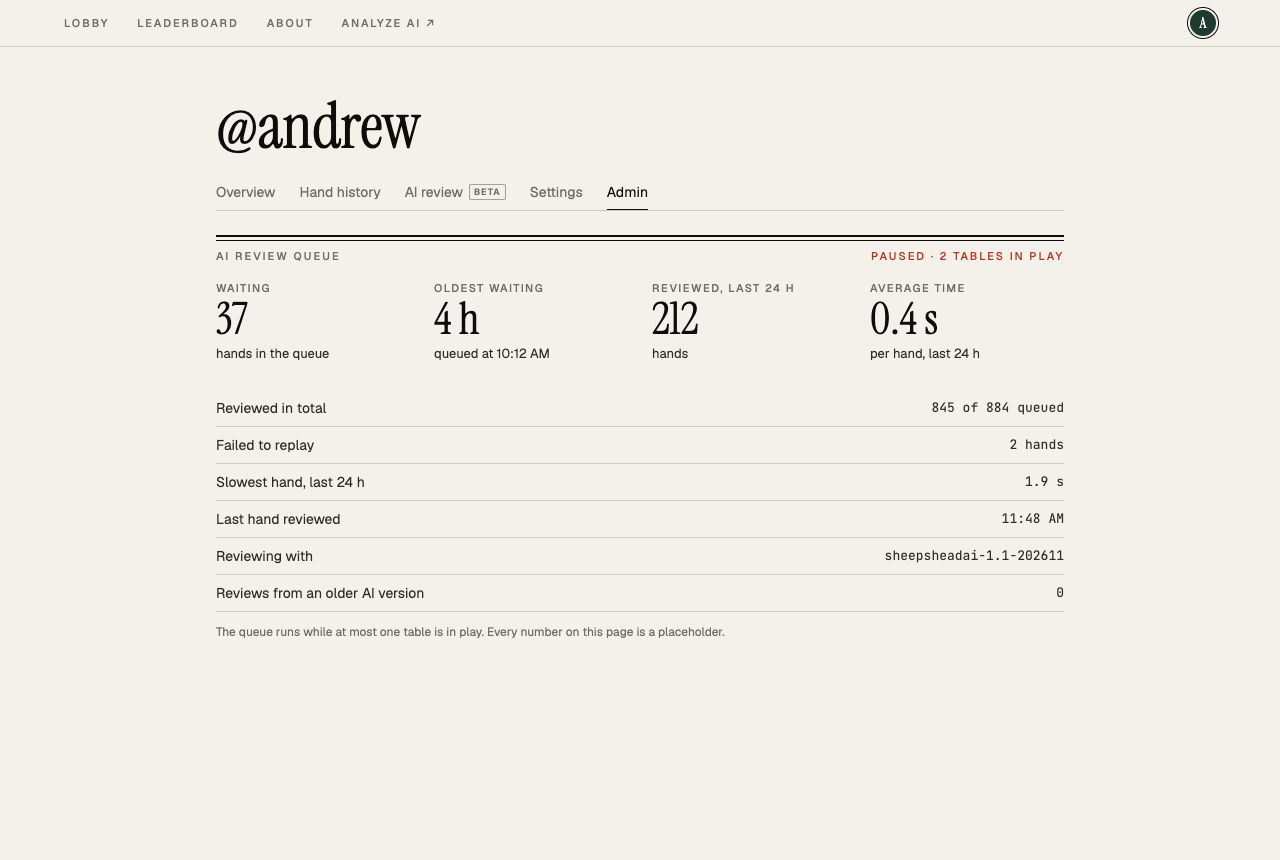 LOBBY LEADERBOARD ABOUT ANALYZE AI ↗ A
@andrew
Overview Hand history AI review BETA Settings Admin
AI REVIEW QUEUE PAUSED · 2 TABLES IN PLAY
WAITING OLDEST WAITING REVIEWED, LAST 24 H AVERAGE TIME
37 4 h 212 0.4 s
hands in the queue queued at 10:12 AM hands per hand, last 24 h
Reviewed in total 845 of 884 queued
Failed to replay 2 hands
Slowest hand, last 24 h 1.9 s
Last hand reviewed 11:48 AM
Reviewing with sheepsheadai-1.1-202611
Reviews from an older AI version 0
The queue runs while at most one table is in play. Every number on this page is a placeholder.